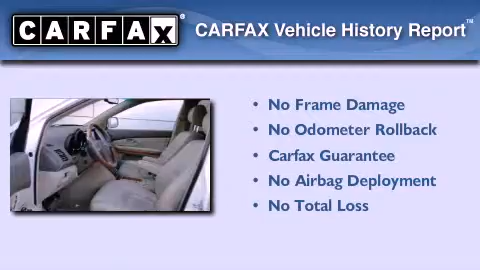 CARFAX® CARFAX Vehicle History Report™
• No Frame Damage
• No Odometer Rollback
• Carfax Guarantee
• No Airbag Deployment
• No Total Loss